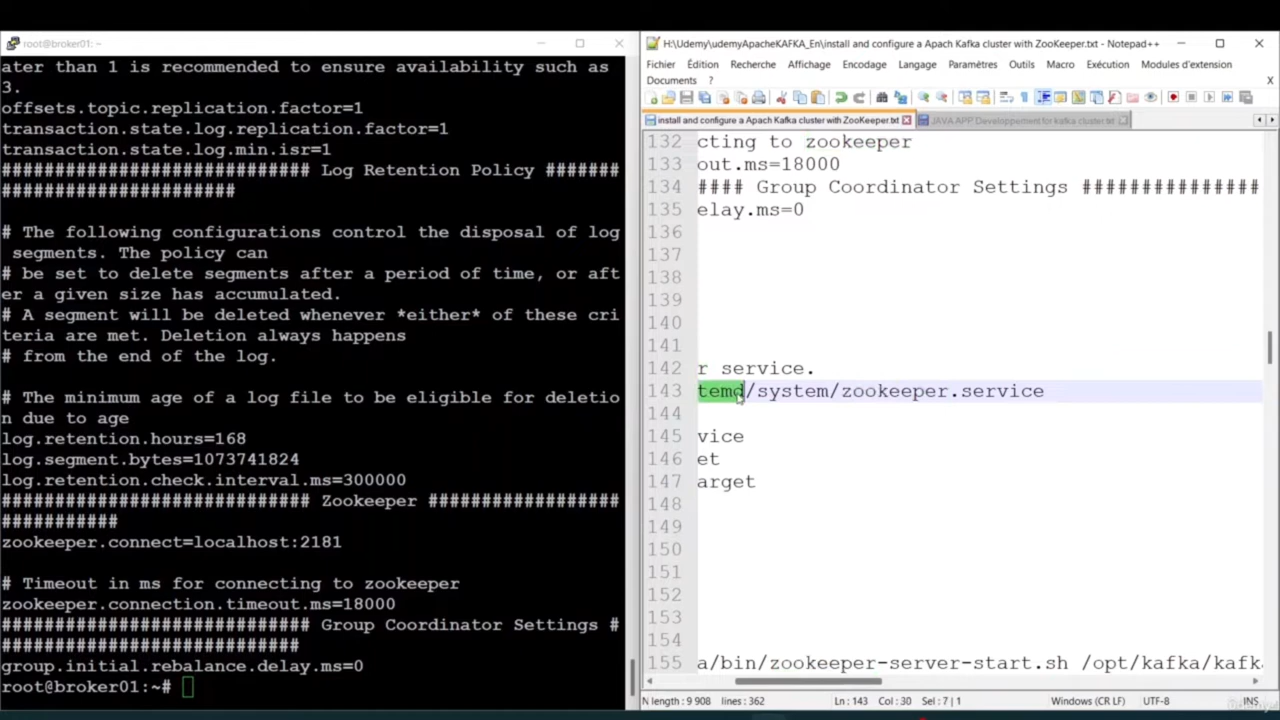 root@broker01: ~
ater than 1 is recommended to ensure availability such as
3.
offsets.topic.replication.factor=1
transaction.state.log.replication.factor=1
transaction.state.log.min.isr=1
############################# Log Retention Policy #######
######################
# The following configurations control the disposal of log
segments. The policy can
# be set to delete segments after a period of time, or aft
er a given size has accumulated.
# A segment will be deleted whenever *either* of these cri
teria are met. Deletion always happens
# from the end of the log.
# The minimum age of a log file to be eligible for deletio
n due to age
log.retention.hours=168
log.segment.bytes=1073741824
log.retention.check.interval.ms=300000
############################# Zookeeper ##################
###########
zookeeper.connect=localhost:2181
# Timeout in ms for connecting to zookeeper
zookeeper.connection.timeout.ms=18000
############################# Group Coordinator Settings #
############################
group.initial.rebalance.delay.ms=0
root@broker01:~#
H:\Udemy\udemyApacheKAFKA_En\install and configure a Apach Kafka cluster with ZooKeeper.txt - Notepad++
Fichier Édition Recherche Affichage Encodage Langage Paramètres Outils Macro Exécution Modules d'extension
Documents ? X
install and configure a Apach Kafka cluster with ZooKeeper.txt JAVA APP Developpement for kafka cluster.txt
132 cting to zookeeper
133 out.ms=18000
134 #### Group Coordinator Settings ###############
135 elay.ms=0
136
137
138
139
140
141
142 r service.
143 temd/system/zookeeper.service
144
145 vice
146 et
147 arget
148
149
150
151
152
153
154
155 a/bin/zookeeper-server-start.sh /opt/kafka/kafk
N length : 9 908 lines : 362 Ln : 143 Col : 30 Sel : 7 | 1 Windows (CR LF) UTF-8 INS